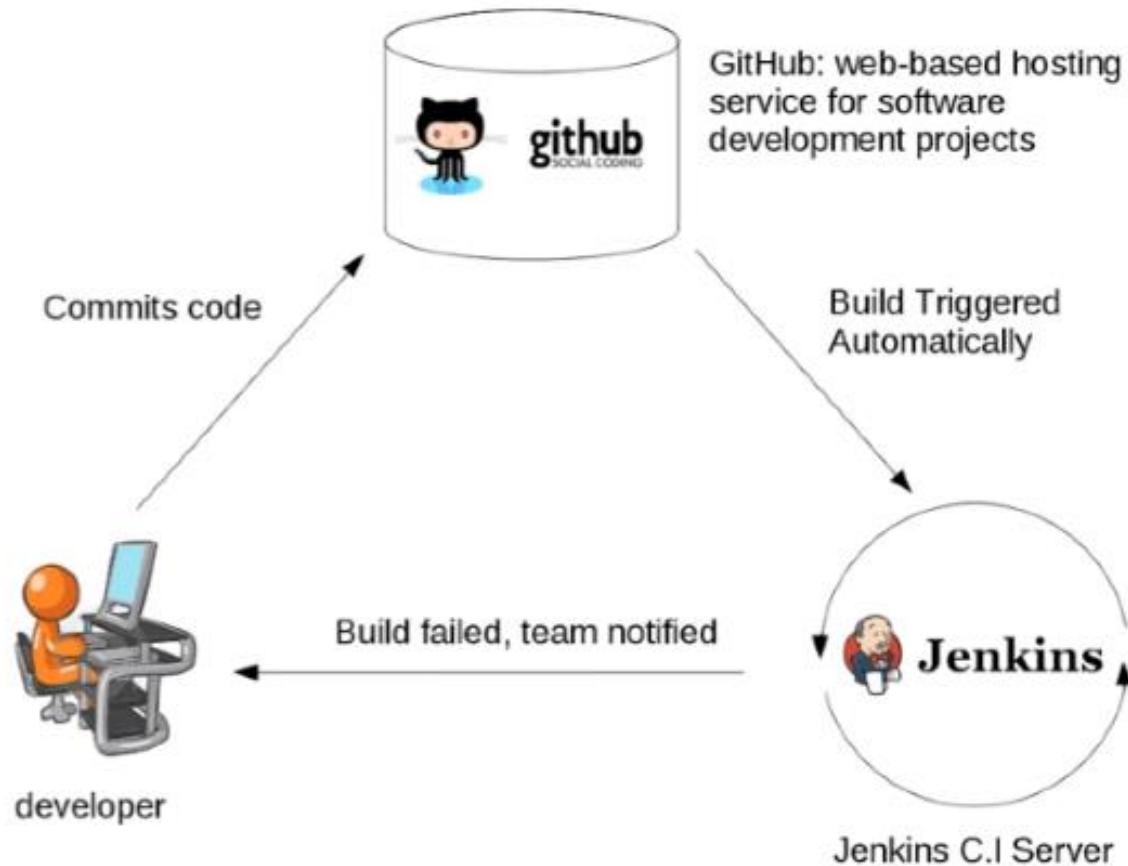 GitHub: web-based hosting
service for software
development projects
github
SOCIAL CODING
Commits code
Build Triggered
Automatically
Build failed, team notified
Jenkins
developer
Jenkins C.I Server